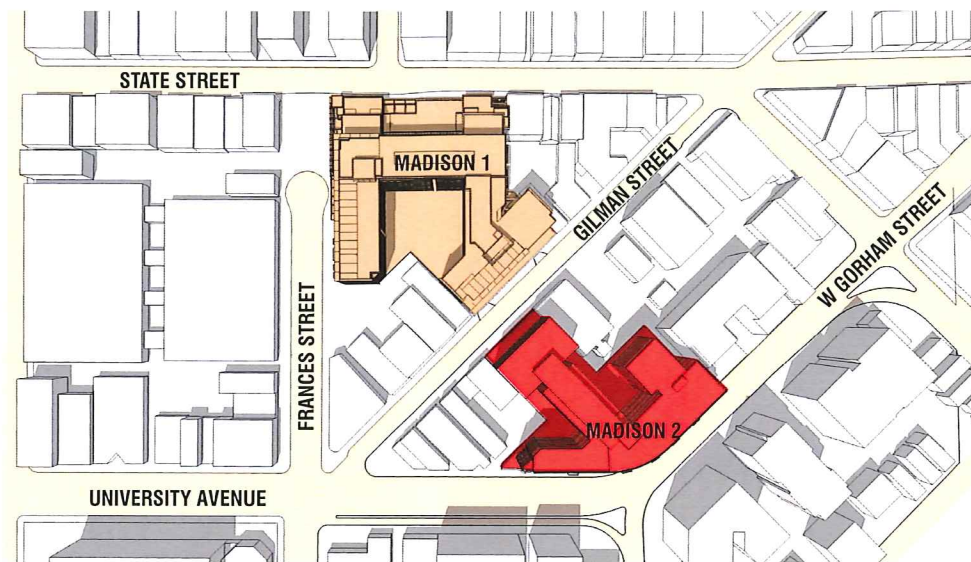 STATE STREET
MADISON 1
GILMAN STREET
W GORHAM STREET
FRANCES STREET
MADISON 2
UNIVERSITY AVENUE